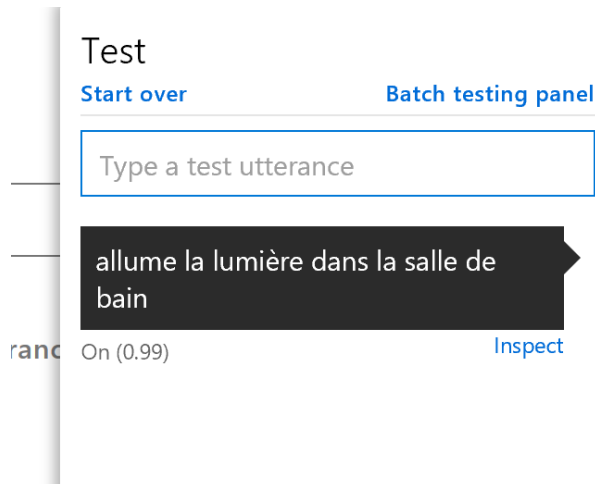 Test
Start over
Batch testing panel
Type a test utterance
allume la lumière dans la salle de
bain
On (0.99)
Inspect